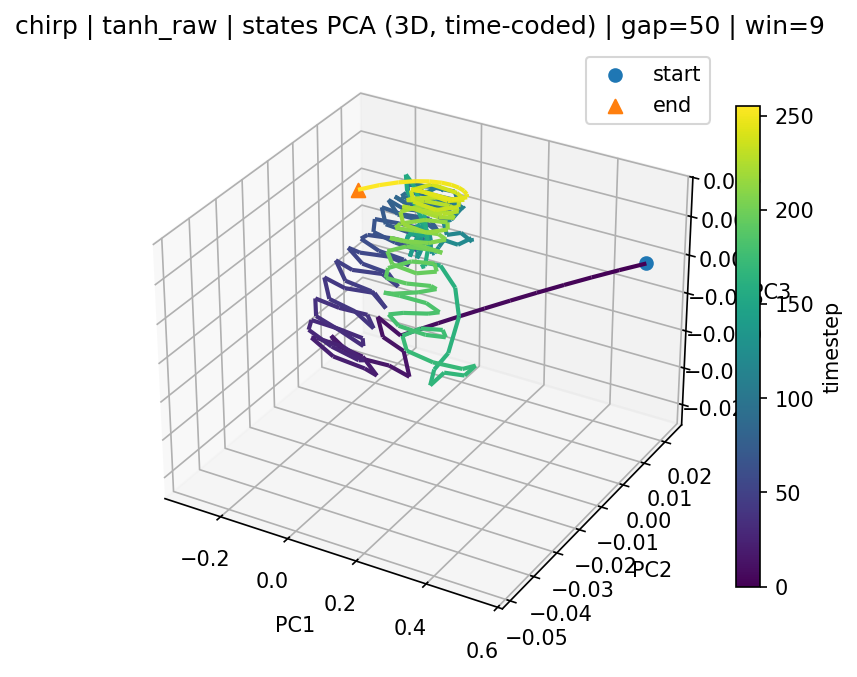 chirp | tanh_raw | states PCA (3D, time-coded) | gap=50 | win=9
start
end
250
200
150
100
50
0
timestep
PC3
0.02
0.01
0.00
−0.01
−0.02
−0.03
−0.04
−0.05
PC2
−0.2
0.0
0.2
0.4
0.6
PC1